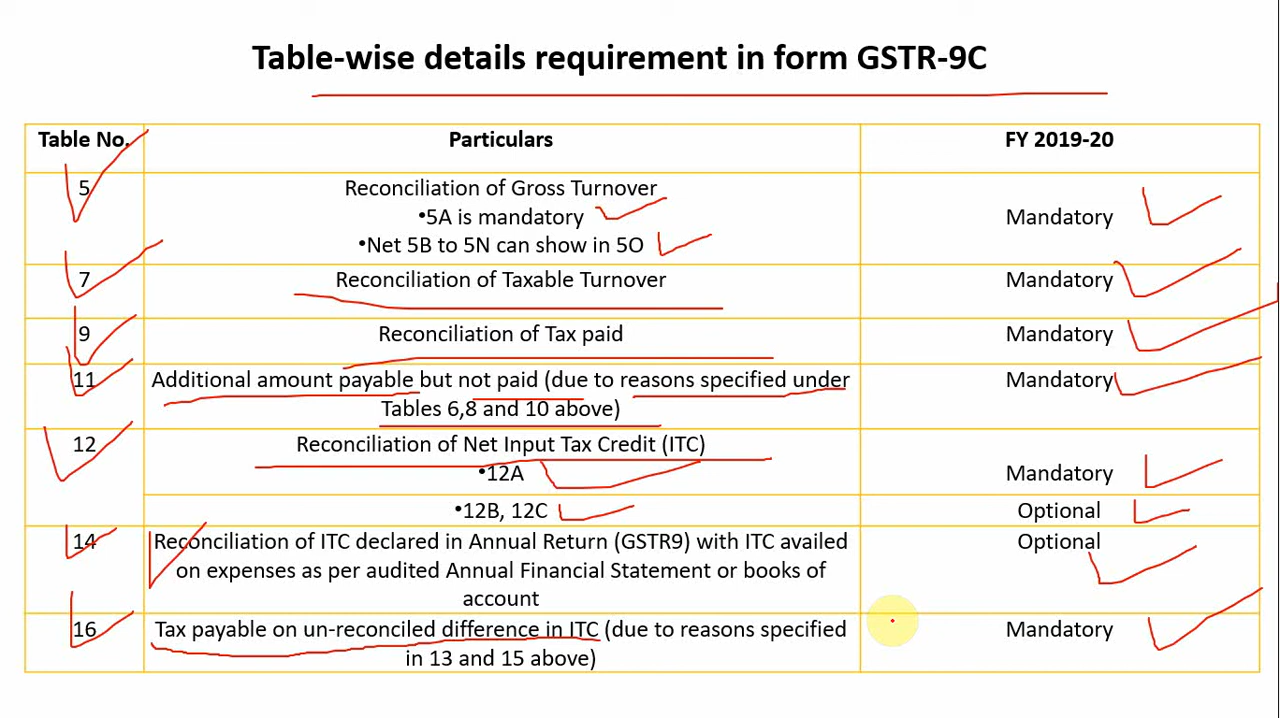 Table-wise details requirement in form GSTR-9C
Table No. Particulars FY 2019-20
5 Reconciliation of Gross Turnover
•5A is mandatory Mandatory
•Net 5B to 5N can show in 5O
7 Reconciliation of Taxable Turnover Mandatory
9 Reconciliation of Tax paid Mandatory
11 Additional amount payable but not paid (due to reasons specified under Mandatory
Tables 6,8 and 10 above)
12 Reconciliation of Net Input Tax Credit (ITC)
•12A Mandatory
•12B, 12C Optional
14 Reconciliation of ITC declared in Annual Return (GSTR9) with ITC availed Optional
on expenses as per audited Annual Financial Statement or books of
account
16 Tax payable on un-reconciled difference in ITC (due to reasons specified Mandatory
in 13 and 15 above)